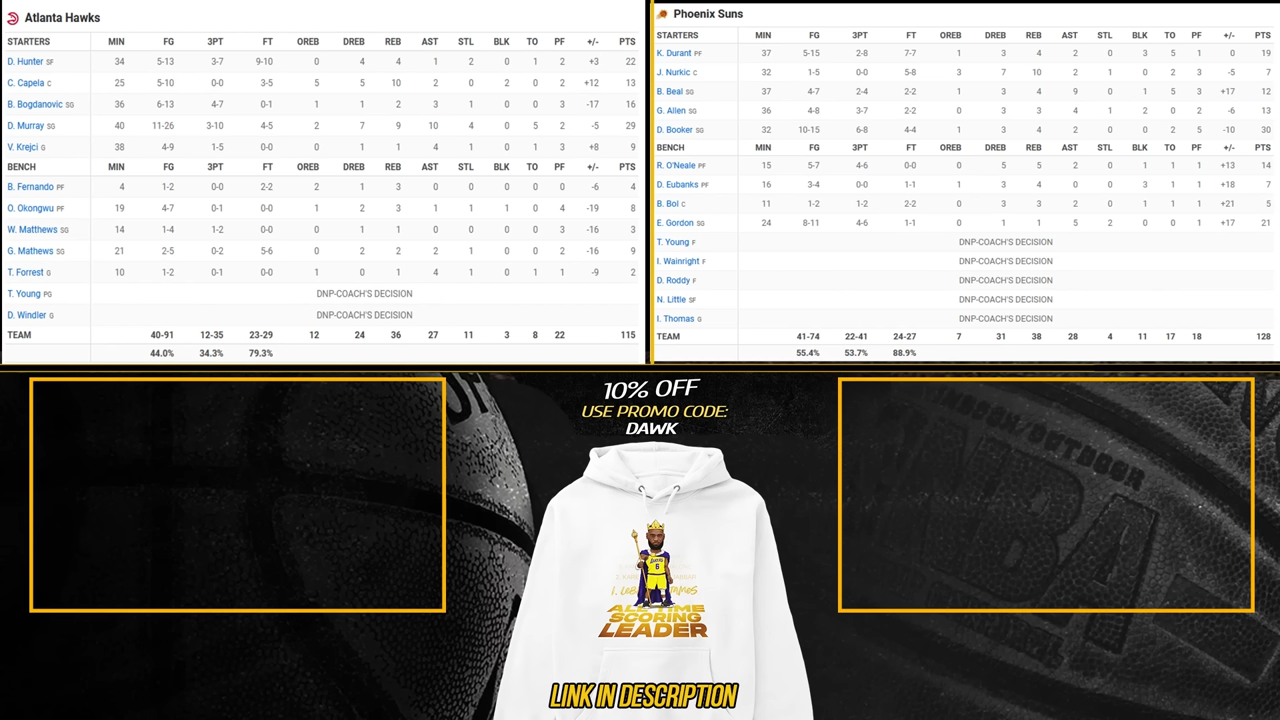 Atlanta Hawks
STARTERS MIN FG 3PT FT OREB DREB REB AST STL BLK TO PF +/- PTS
D. Hunter SF 34 5-13 3-7 9-10 0 4 4 1 2 0 1 2 +3 22
C. Capela C 25 5-10 0-0 3-5 5 5 10 2 0 2 0 3 +12 13
B. Bogdanovic SG 36 6-13 4-7 0-1 1 1 2 3 1 0 1 3 -17 16
D. Murray SG 40 11-26 3-10 4-5 2 7 9 10 4 0 5 2 -5 29
V. Krejci G 38 4-9 1-5 0-0 0 1 1 4 1 0 1 3 +8 9
BENCH MIN FG 3PT FT OREB DREB REB AST STL BLK TO PF +/- PTS
B. Fernando PF 4 1-2 0-0 2-2 2 1 3 0 0 0 0 0 -6 4
O. Okongwu PF 19 4-7 0-1 0-0 1 2 3 1 1 1 0 4 -19 8
W. Matthews SG 14 1-4 1-2 0-0 0 1 1 0 0 0 0 3 -16 3
G. Mathews SG 21 2-5 0-2 5-6 0 2 2 2 1 0 0 2 -16 9
T. Forrest G 10 1-2 0-1 0-0 1 0 1 4 1 0 1 1 -9 2
T. Young PG DNP-COACH'S DECISION
D. Windler G DNP-COACH'S DECISION
TEAM 40-91 12-35 23-29 12 24 36 27 11 3 8 22 115
44.0% 34.3% 79.3%
Phoenix Suns
STARTERS MIN FG 3PT FT OREB DREB REB AST STL BLK TO PF +/- PTS
K. Durant PF 37 5-15 2-8 7-7 1 3 4 2 0 3 5 1 0 19
J. Nurkic C 32 1-5 0-0 5-8 3 7 10 2 1 0 2 3 -5 7
B. Beal SG 37 4-7 2-4 2-2 1 3 4 9 0 1 5 3 +17 12
G. Allen SG 36 4-8 3-7 2-2 0 3 3 4 1 2 0 2 -6 13
D. Booker SG 32 10-15 6-8 4-4 1 3 4 2 0 0 2 5 -10 30
BENCH MIN FG 3PT FT OREB DREB REB AST STL BLK TO PF +/- PTS
R. O'Neale PF 15 5-7 4-6 0-0 0 5 5 2 0 1 1 1 +13 14
D. Eubanks PF 16 3-4 0-0 1-1 1 3 4 0 0 3 1 1 +18 7
B. Bol C 11 1-2 1-2 2-2 0 3 3 2 0 1 1 1 +21 5
E. Gordon SG 24 8-11 4-6 1-1 0 1 1 5 2 0 0 1 +17 21
T. Young F DNP-COACH'S DECISION
I. Wainright F DNP-COACH'S DECISION
D. Roddy F DNP-COACH'S DECISION
N. Little SF DNP-COACH'S DECISION
I. Thomas G DNP-COACH'S DECISION
TEAM 41-74 22-41 24-27 7 31 38 28 4 11 17 18 128
55.4% 53.7% 88.9%
10% OFF
USE PROMO CODE:
DAWK
ALL TIME
SCORING
LEADER
LINK IN DESCRIPTION